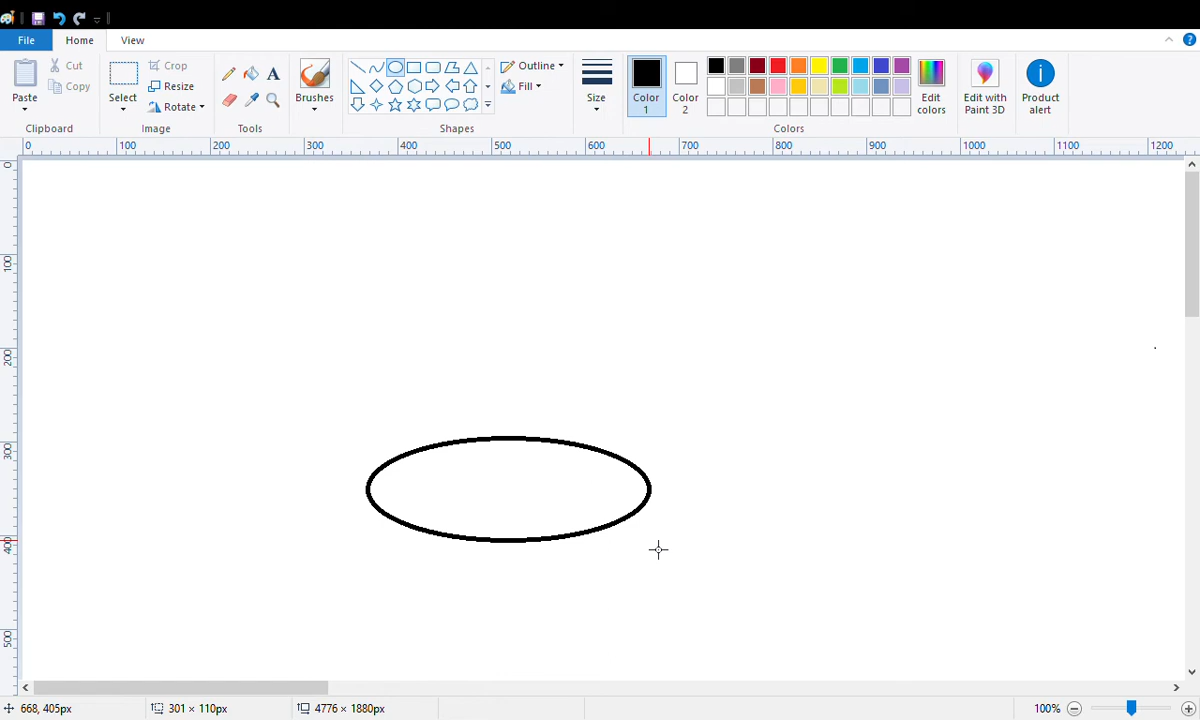 File Home View
Paste
Cut
Copy
Clipboard
Select
Crop
Resize
Rotate
Image
Tools
Brushes
Outline
Fill
Shapes
Size
Color 1
Color 2
Edit colors
Colors
Edit with Paint 3D
Product alert
0 100 200 300 400 500 600 700 800 900 1000 1100 1200
0
100
200
300
400
500
668, 405px 301 × 110px 4776 × 1880px 100%